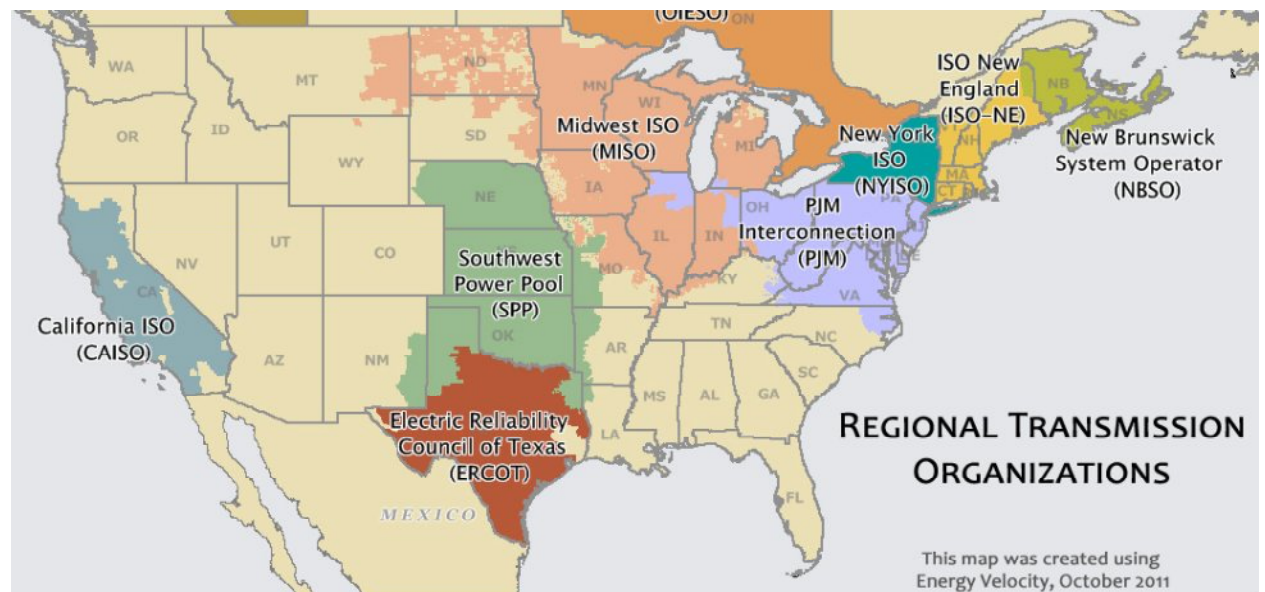 (OIESO)
ON
WA
MT
ND
MN
ISO New
England
(ISO–NE)
NB
NS
OR
ID
SD
WI
Midwest ISO
(MISO)
MI
New York
ISO
(NYISO)
NH
MA
CT
New Brunswick
System Operator
(NBSO)
WY
IA
NE
OH
PA
PJM
Interconnection
(PJM)
NV
UT
CO
IL
IN
Southwest
Power Pool
(SPP)
MO
KY
VA
CA
California ISO
(CAISO)
AZ
NM
OK
TN
NC
AR
SC
MS
AL
GA
LA
FL
Electric Reliability
Council of Texas
(ERCOT)
MEXICO
REGIONAL TRANSMISSION
ORGANIZATIONS
This map was created using
Energy Velocity, October 2011